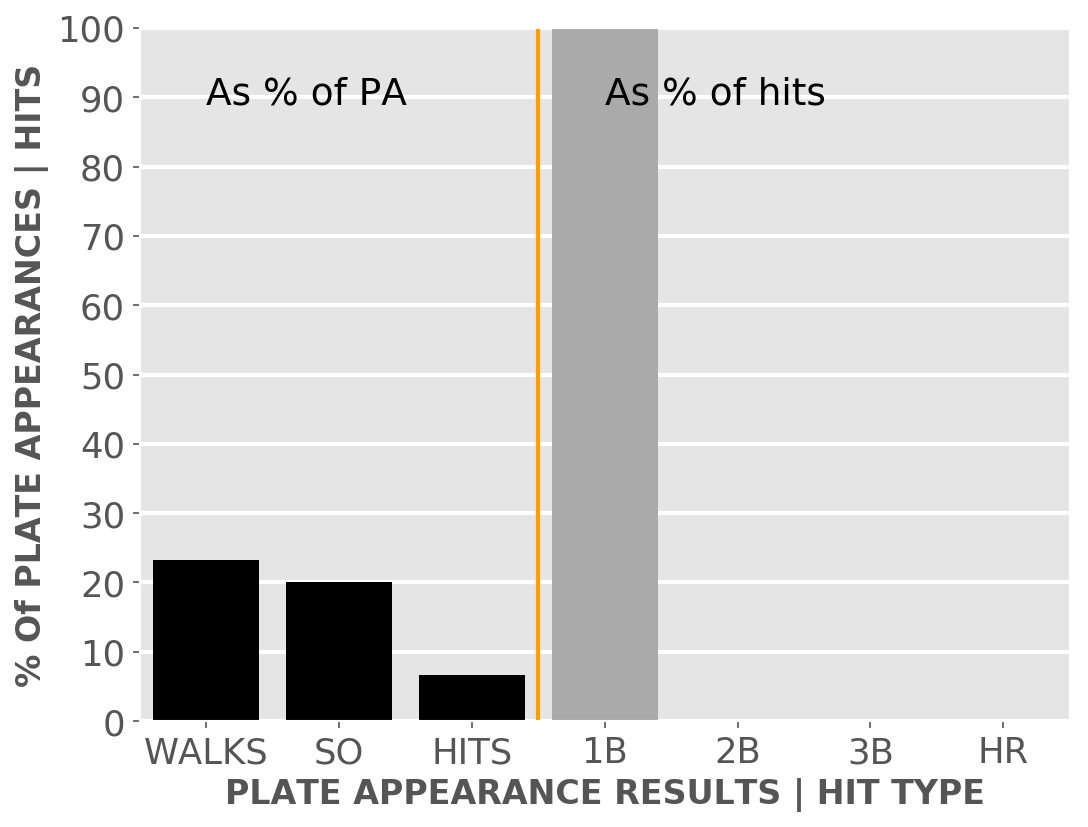 % Of PLATE APPEARANCES | HITS
100
90
80
70
60
50
40
30
20
10
0
As % of PA
As % of hits
WALKS SO HITS 1B 2B 3B HR
PLATE APPEARANCE RESULTS | HIT TYPE